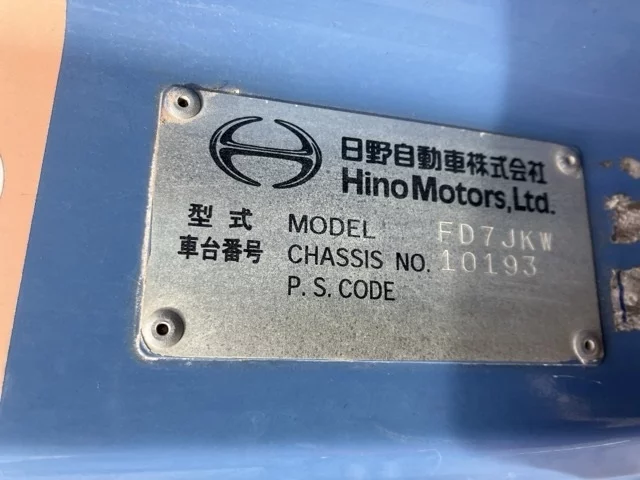 日野自動車株式会社
Hino Motors, Ltd.
型式 MODEL FD7JKW
車台番号 CHASSIS NO. 10193
P. S. CODE